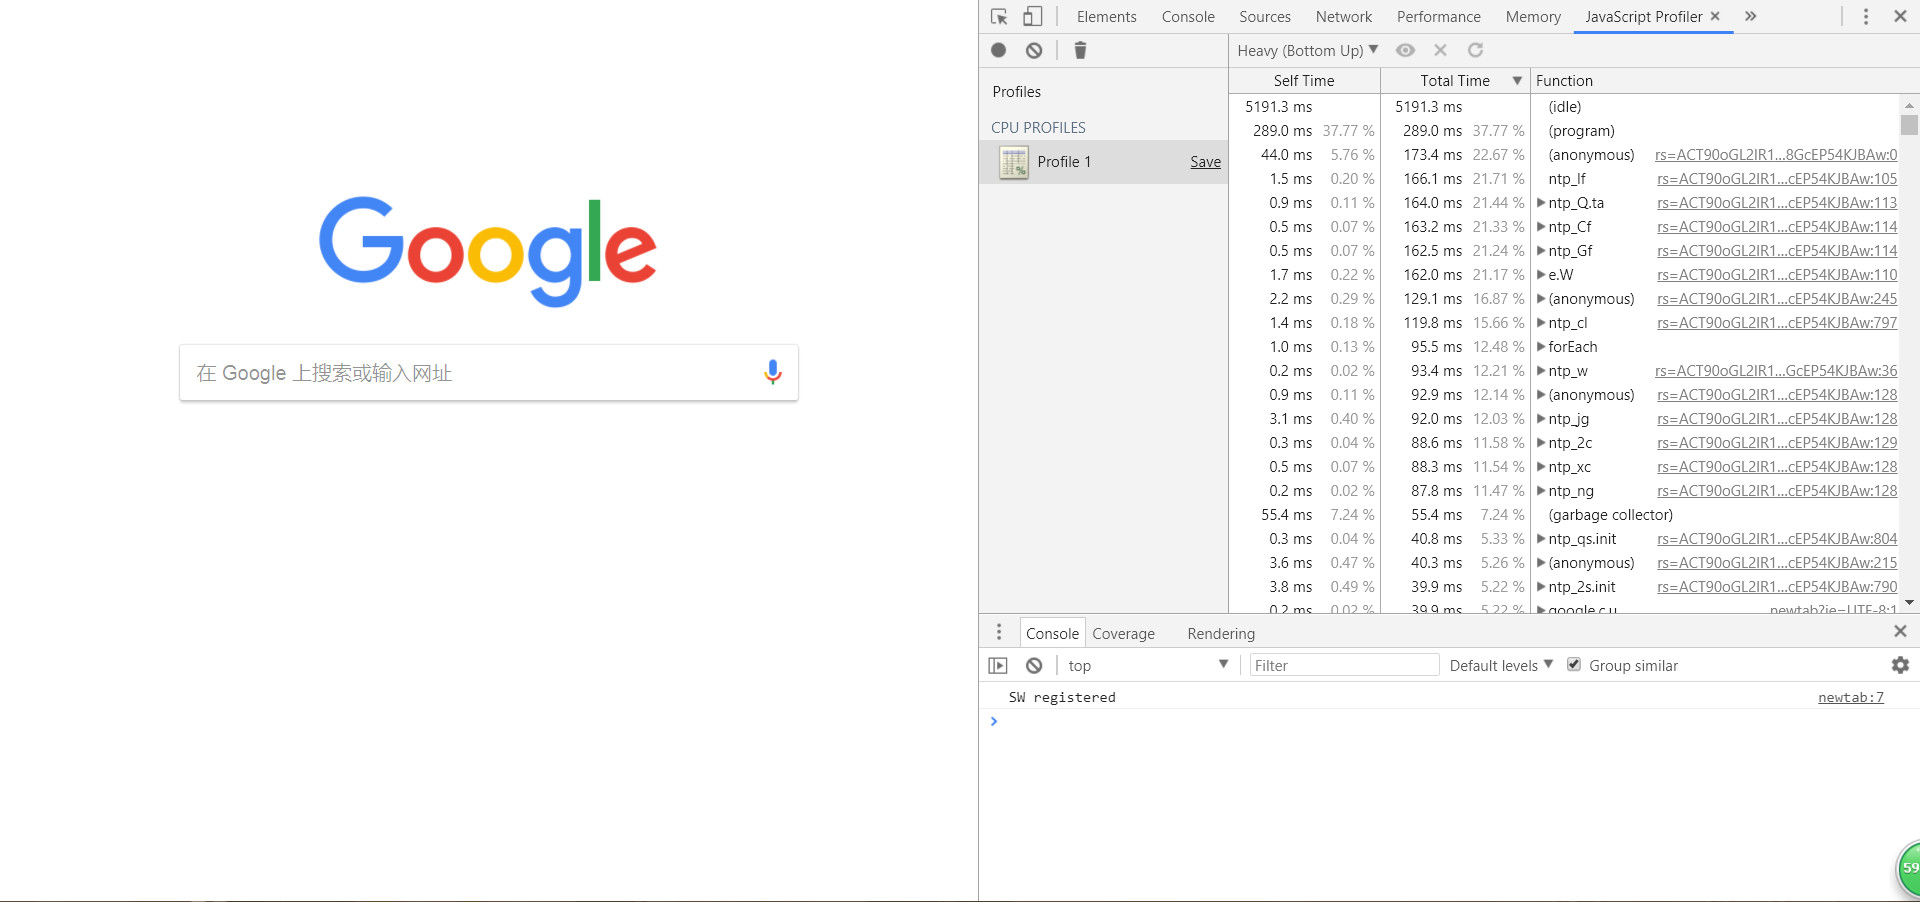 Google
在 Google 上搜索或输入网址
Elements Console Sources Network Performance Memory JavaScript Profiler
Heavy (Bottom Up)
Profiles
CPU PROFILES
Profile 1 Save
Self Time Total Time Function
5191.3 ms 5191.3 ms (idle)
289.0 ms 37.77 % 289.0 ms 37.77 % (program)
44.0 ms 5.76 % 173.4 ms 22.67 % (anonymous) rs=ACT90oGL2IR1...8GcEP54KJBAw:0
1.5 ms 0.20 % 166.1 ms 21.71 % ntp_lf rs=ACT90oGL2IR1...cEP54KJBAw:105
0.9 ms 0.11 % 164.0 ms 21.44 % ntp_Q.ta rs=ACT90oGL2IR1...cEP54KJBAw:113
0.5 ms 0.07 % 163.2 ms 21.33 % ntp_Cf rs=ACT90oGL2IR1...cEP54KJBAw:114
0.5 ms 0.07 % 162.5 ms 21.24 % ntp_Gf rs=ACT90oGL2IR1...cEP54KJBAw:114
1.7 ms 0.22 % 162.0 ms 21.17 % e.W rs=ACT90oGL2IR1...cEP54KJBAw:110
2.2 ms 0.29 % 129.1 ms 16.87 % (anonymous) rs=ACT90oGL2IR1...cEP54KJBAw:245
1.4 ms 0.18 % 119.8 ms 15.66 % ntp_cl rs=ACT90oGL2IR1...cEP54KJBAw:797
1.0 ms 0.13 % 95.5 ms 12.48 % forEach
0.2 ms 0.02 % 93.4 ms 12.21 % ntp_w rs=ACT90oGL2IR1...GcEP54KJBAw:36
0.9 ms 0.11 % 92.9 ms 12.14 % (anonymous) rs=ACT90oGL2IR1...cEP54KJBAw:128
3.1 ms 0.40 % 92.0 ms 12.03 % ntp_jg rs=ACT90oGL2IR1...cEP54KJBAw:128
0.3 ms 0.04 % 88.6 ms 11.58 % ntp_2c rs=ACT90oGL2IR1...cEP54KJBAw:129
0.5 ms 0.07 % 88.3 ms 11.54 % ntp_xc rs=ACT90oGL2IR1...cEP54KJBAw:128
0.2 ms 0.02 % 87.8 ms 11.47 % ntp_ng rs=ACT90oGL2IR1...cEP54KJBAw:128
55.4 ms 7.24 % 55.4 ms 7.24 % (garbage collector)
0.3 ms 0.04 % 40.8 ms 5.33 % ntp_qs.init rs=ACT90oGL2IR1...cEP54KJBAw:804
3.6 ms 0.47 % 40.3 ms 5.26 % (anonymous) rs=ACT90oGL2IR1...cEP54KJBAw:215
3.8 ms 0.49 % 39.9 ms 5.22 % ntp_2s.init rs=ACT90oGL2IR1...cEP54KJBAw:790
0.2 ms 0.02 % 39.9 ms 5.22 % google.c.u newtab?ie=UTF-8:1
Console Coverage Rendering
top Filter Default levels Group similar
SW registered newtab:7
59